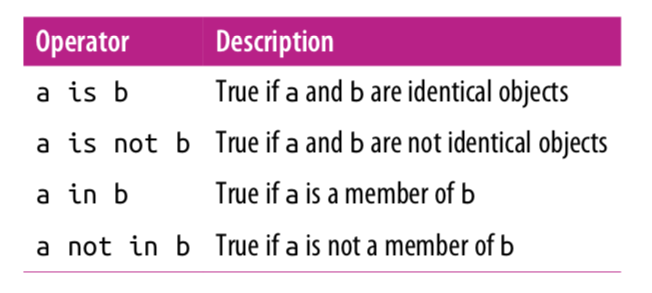 Operator Description
a is b True if a and b are identical objects
a is not b True if a and b are not identical objects
a in b True if a is a member of b
a not in b True if a is not a member of b